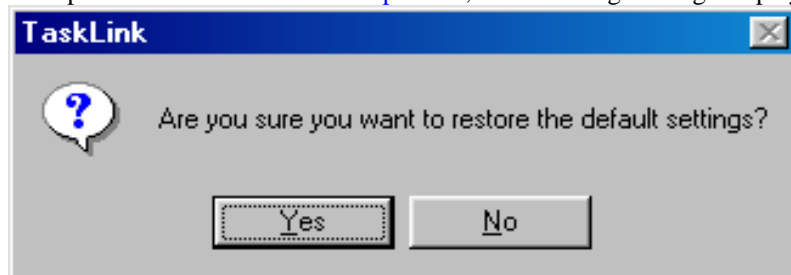 TaskLink
?
Are you sure you want to restore the default settings?
Yes
No